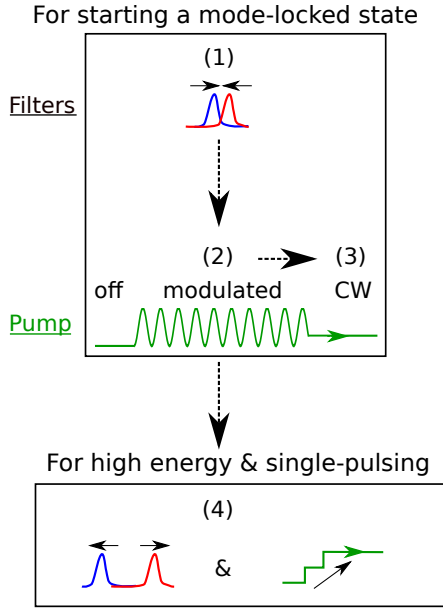 For starting a mode-locked state
(1)
Filters
(2) (3)
off modulated CW
Pump
For high energy & single-pulsing
(4)
&